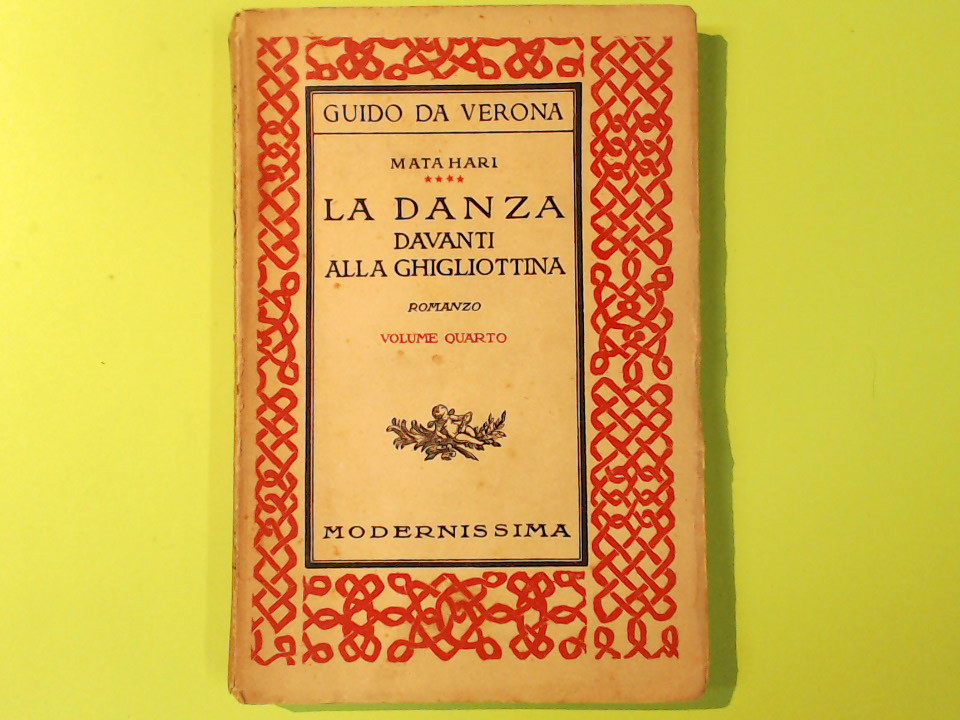 GUIDO DA VERONA
MATA HARI
★★★★
LA DANZA
DAVANTI
ALLA GHIGLIOTTINA
ROMANZO
VOLUME QUARTO
MODERNISSIMA